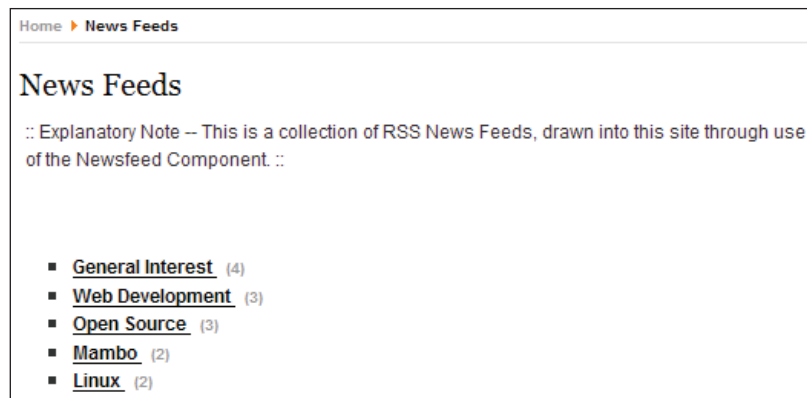 Home News Feeds
News Feeds
:: Explanatory Note -- This is a collection of RSS News Feeds, drawn into this site through use
of the Newsfeed Component. ::
General Interest (4)
Web Development (3)
Open Source (3)
Mambo (2)
Linux (2)